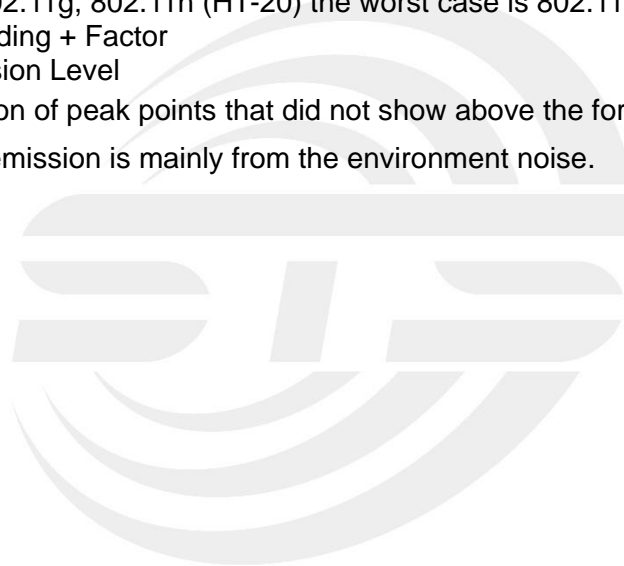 02.11g, 802.11n (HT-20) the worst case is 802.11
ding + Factor
sion Level
on of peak points that did not show above the for
emission is mainly from the environment noise.
STS